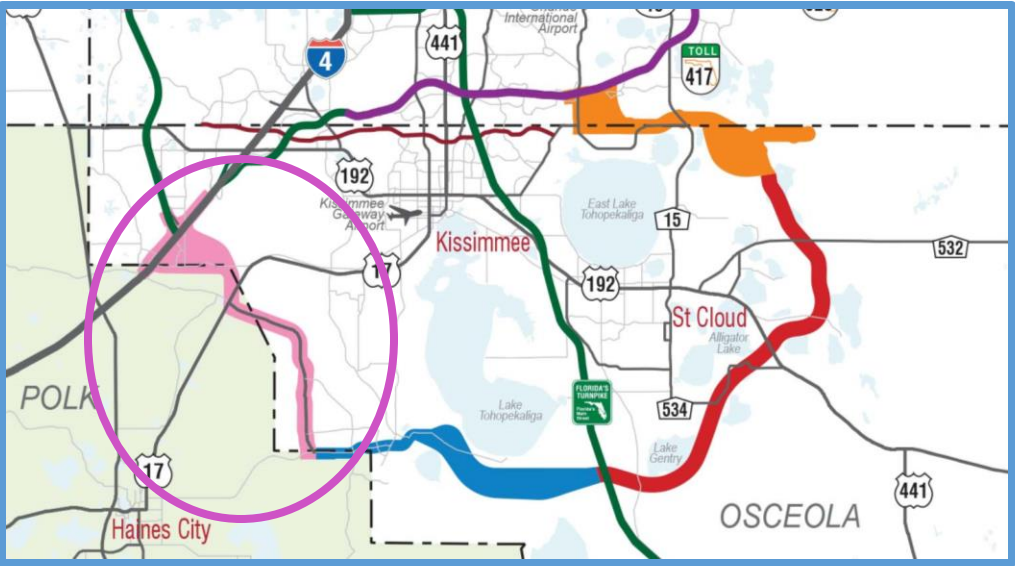 International
Airport
441
4
TOLL
417
192
Kissimmee
Gateway
Airport
East Lake
Tohopekaliga
15
Kissimmee
532
17
192
St Cloud
Alligator
Lake
POLK
FLORIDA'S
TURNPIKE
Lake
Tohopekaliga
534
Lake
Gentry
17
441
OSCEOLA
Haines City